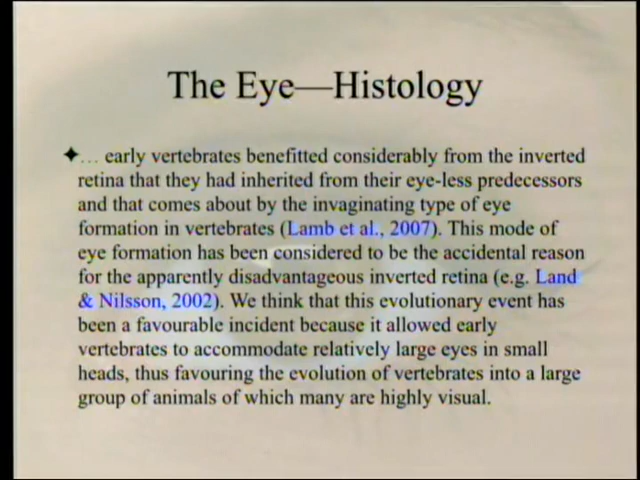 The Eye—Histology
✦… early vertebrates benefitted considerably from the inverted
retina that they had inherited from their eye-less predecessors
and that comes about by the invaginating type of eye
formation in vertebrates (Lamb et al., 2007). This mode of
eye formation has been considered to be the accidental reason
for the apparently disadvantageous inverted retina (e.g. Land
& Nilsson, 2002). We think that this evolutionary event has
been a favourable incident because it allowed early
vertebrates to accommodate relatively large eyes in small
heads, thus favouring the evolution of vertebrates into a large
group of animals of which many are highly visual.